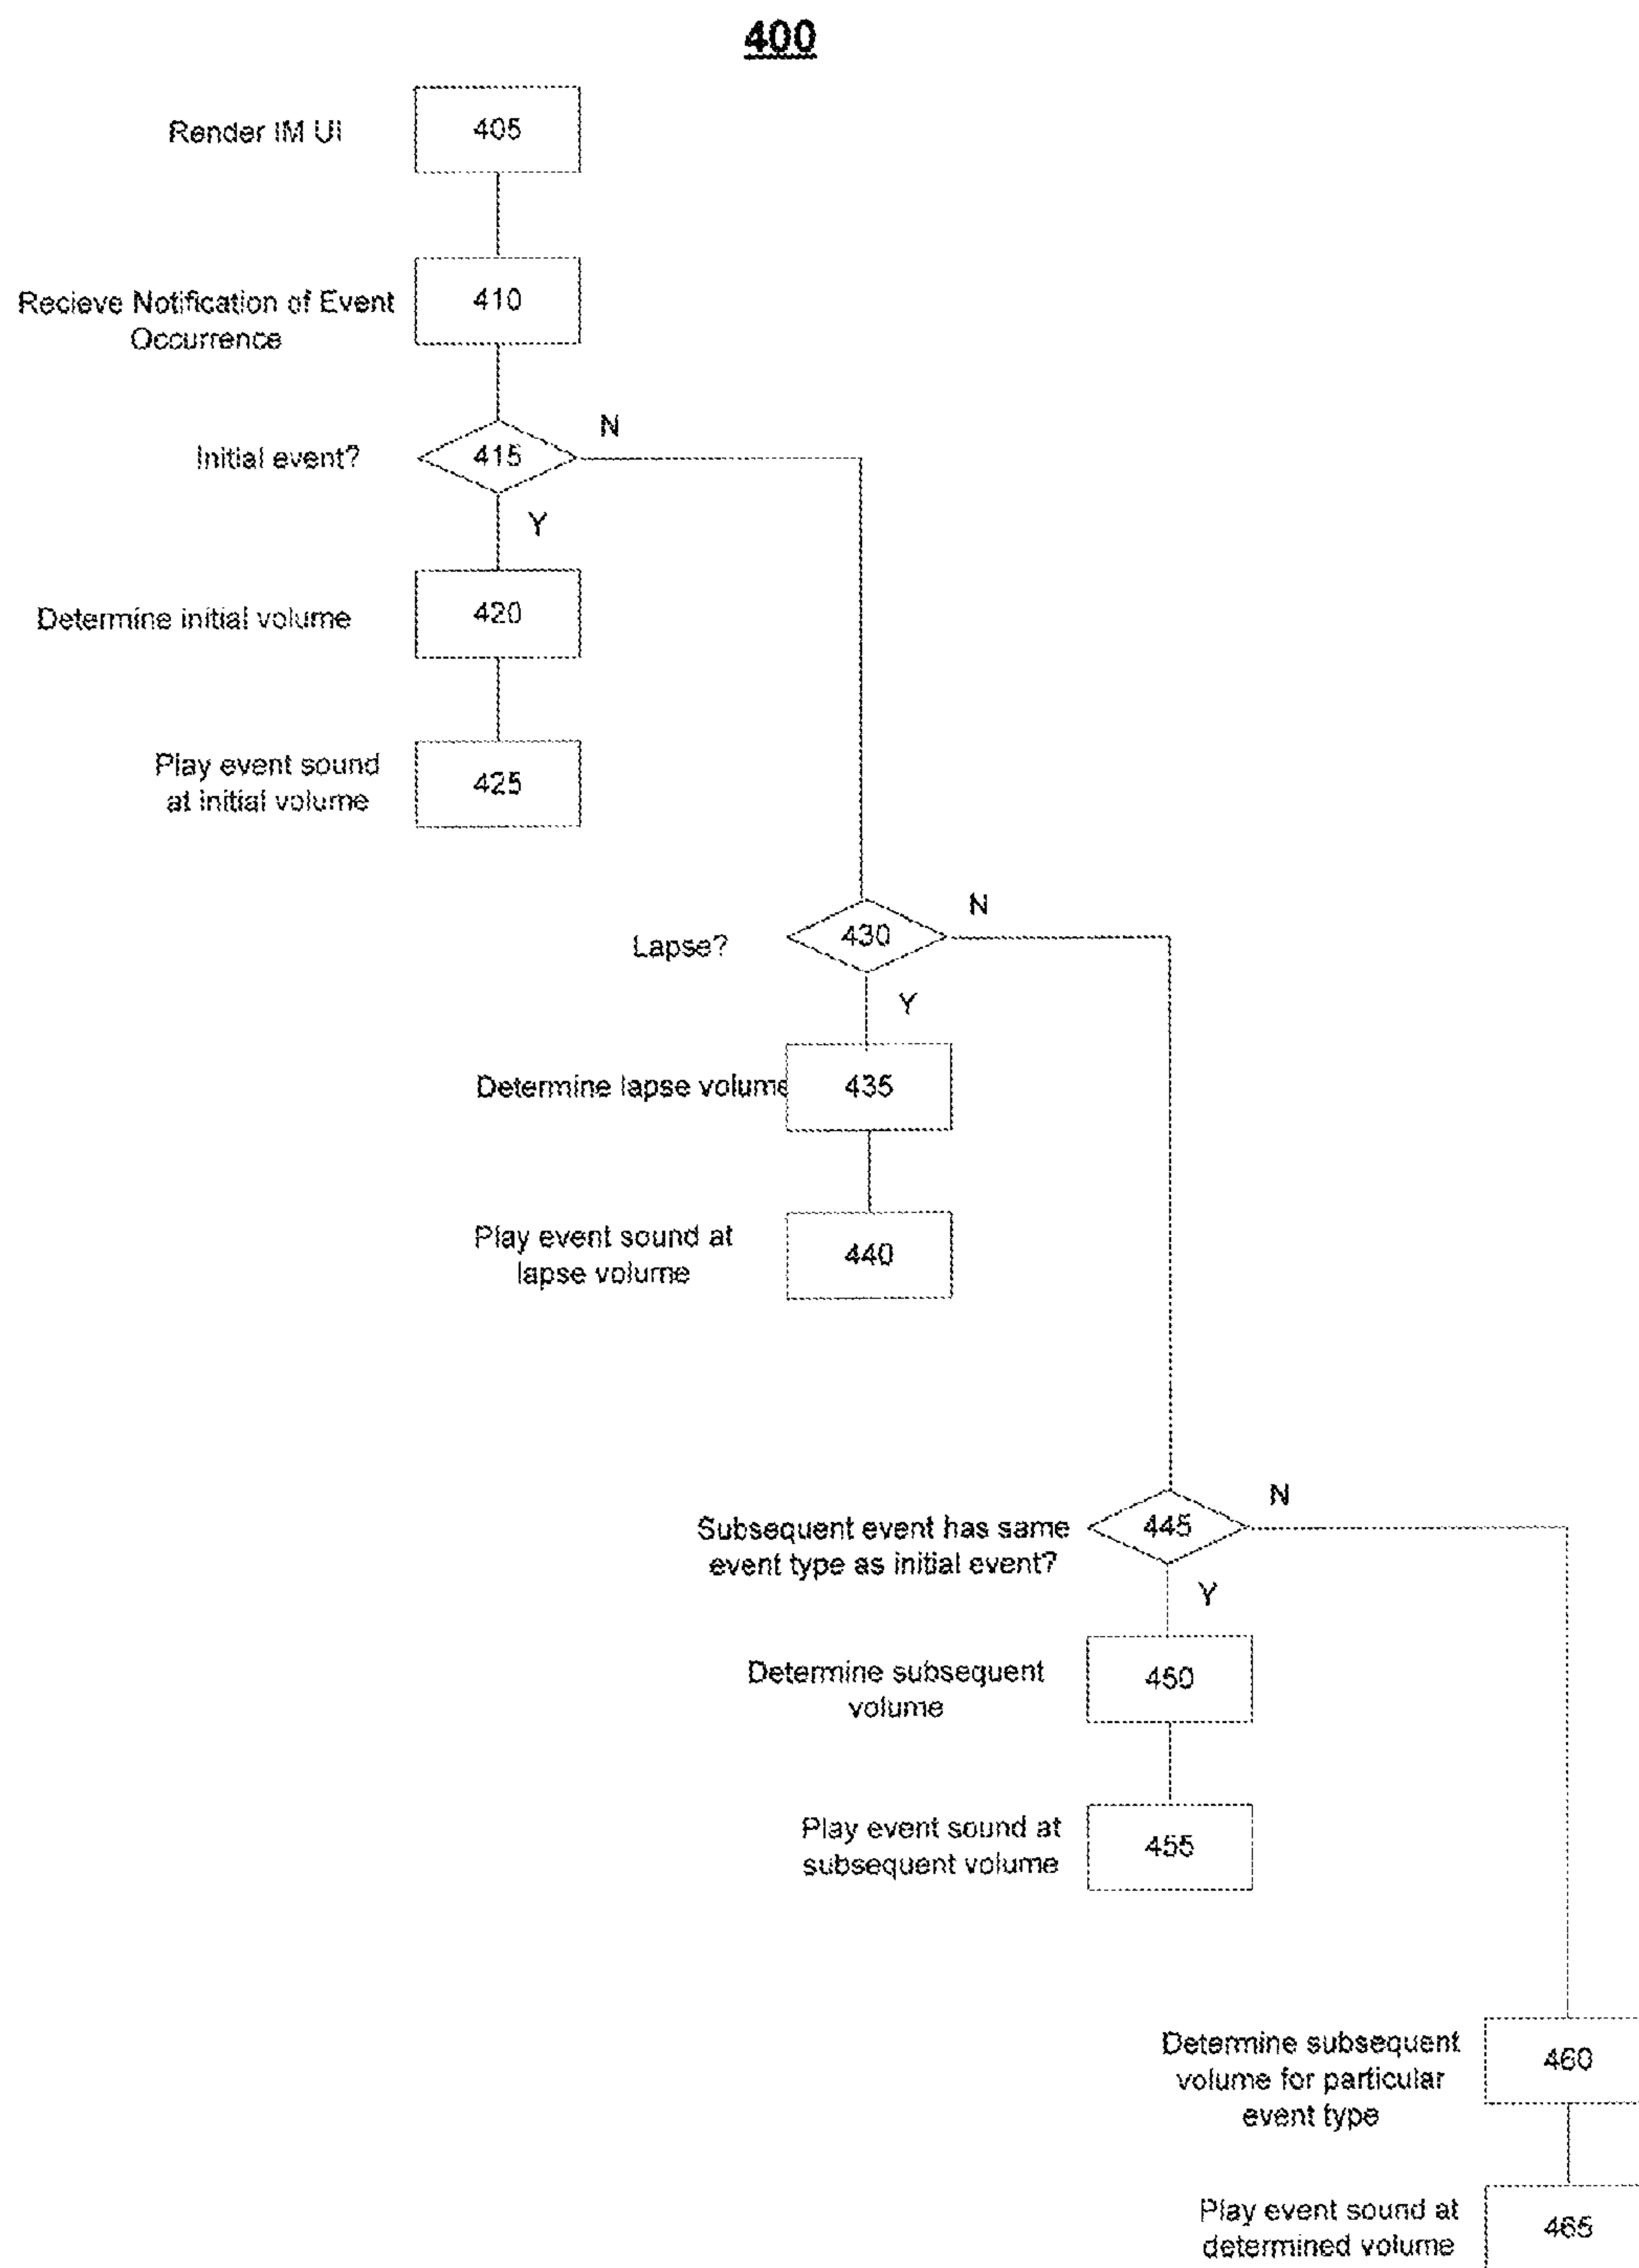 400
Render IM UI
405
Recieve Notification of Event
Occurrence
410
Initial event?
415
N
Y
Determine initial volume
420
Play event sound
at initial volume
425
Lapse?
430
N
Y
Determine lapse volume
435
Play event sound at
lapse volume
440
Subsequent event has same
event type as initial event?
445
N
Y
Determine subsequent
volume
450
Play event sound at
subsequent volume
455
Determine subsequent
volume for particular
event type
460
Play event sound at
determined volume
465